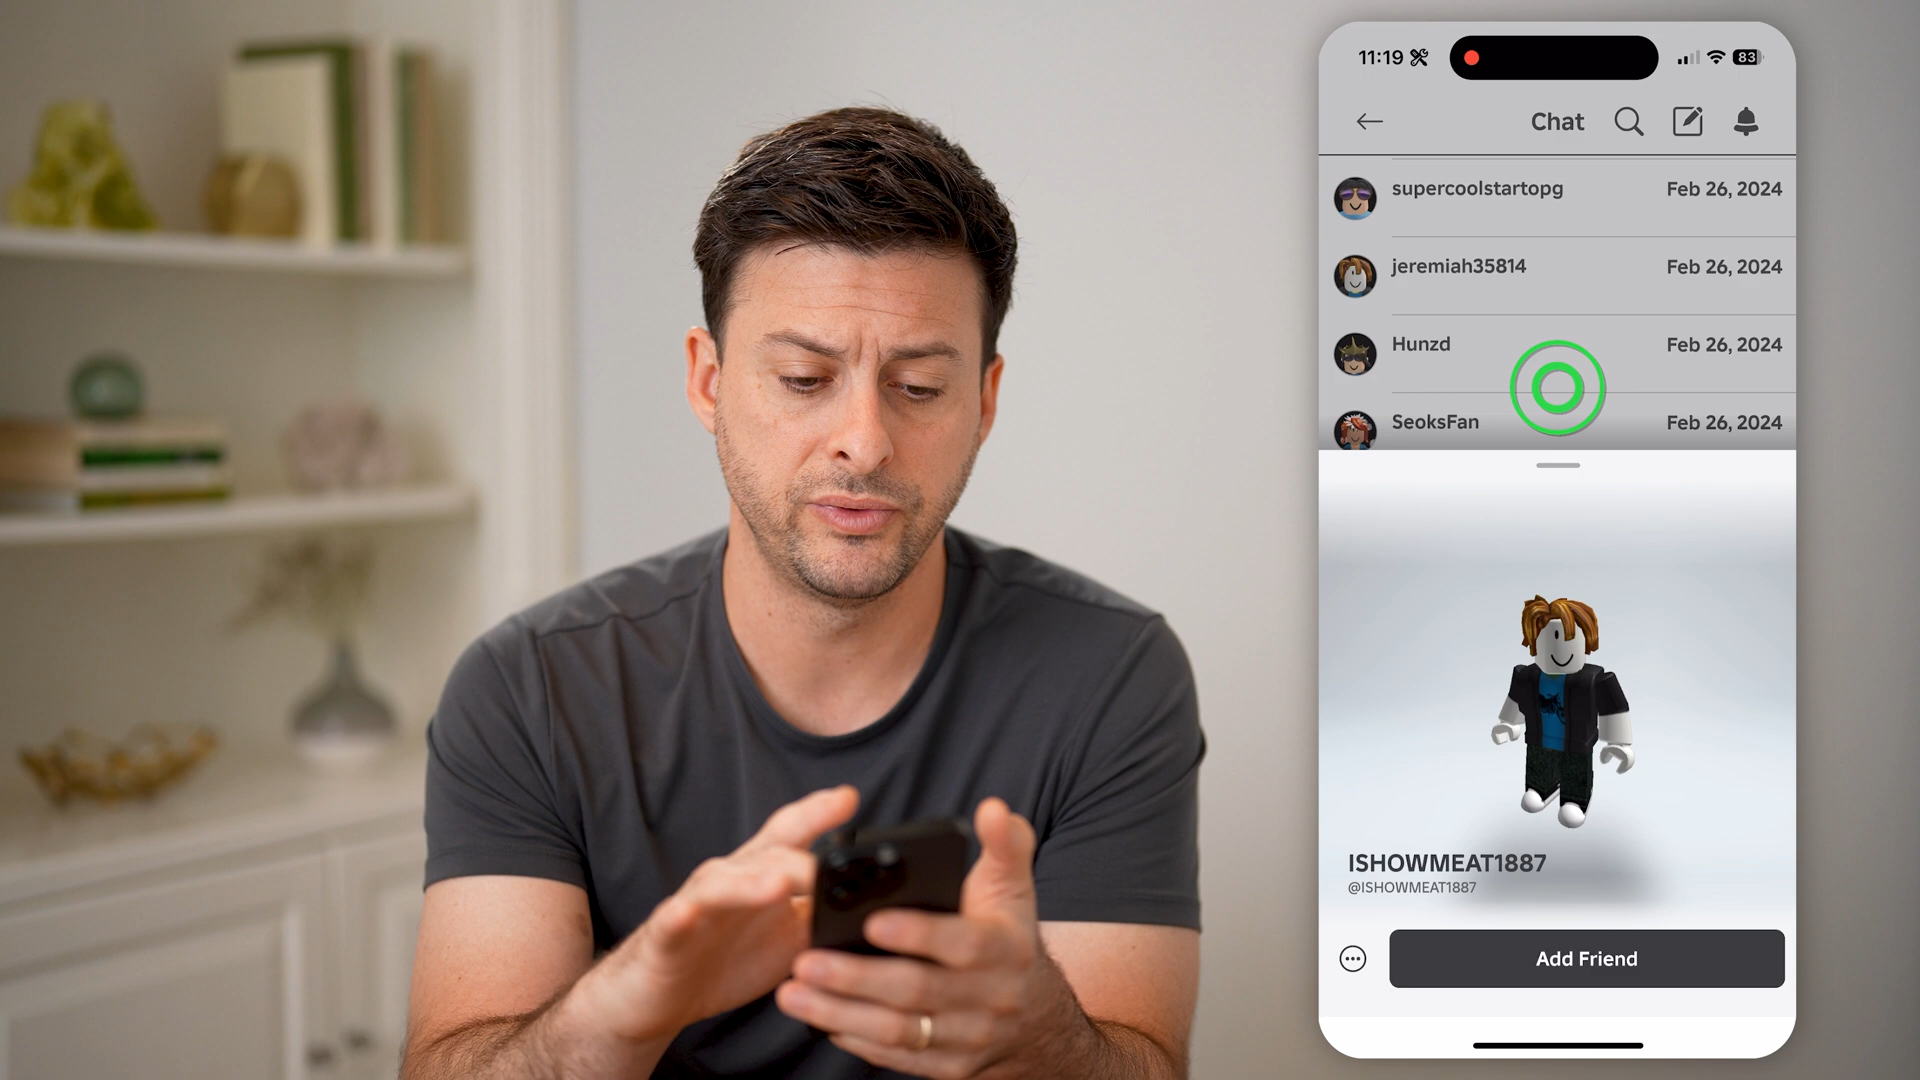 11:19
83
Chat
supercoolstartopg Feb 26, 2024
jeremiah35814 Feb 26, 2024
Hunzd Feb 26, 2024
SeoksFan Feb 26, 2024
ISHOWMEAT1887
@ISHOWMEAT1887
Add Friend